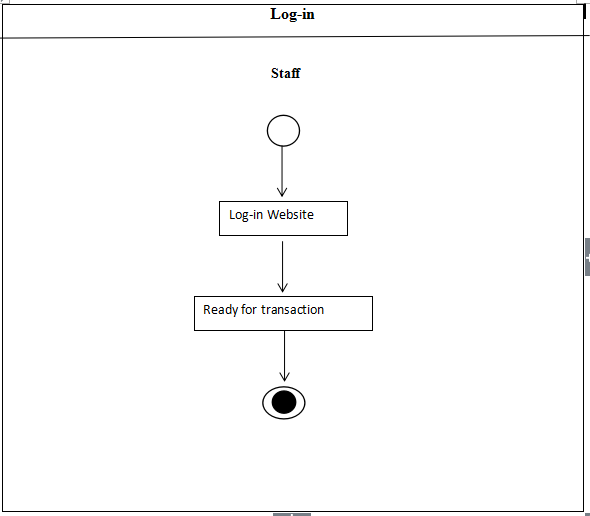 Log-in
Staff
Log-in Website
Ready for transaction